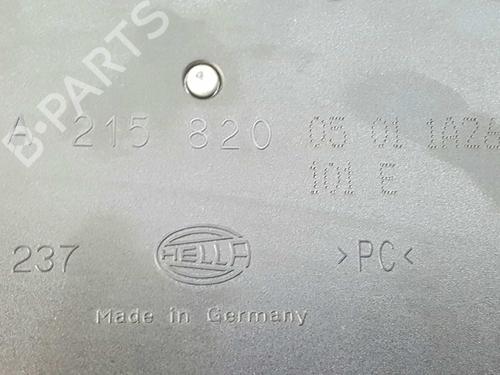 B-PARTS
A 215 820 05 01 1A26
101 E
237 HELLA >PC<
Made in Germany